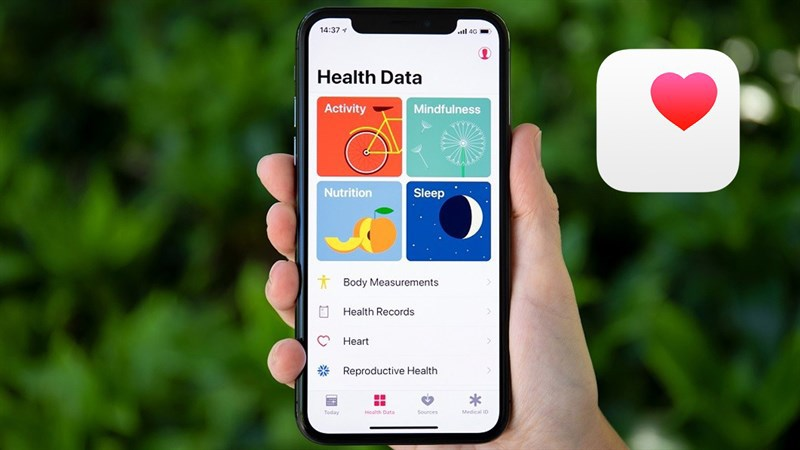 14:37
4G
Health Data
Activity
Mindfulness
Nutrition
Sleep
Body Measurements
Health Records
Heart
Reproductive Health
Today
Health Data
Sources
Medical ID